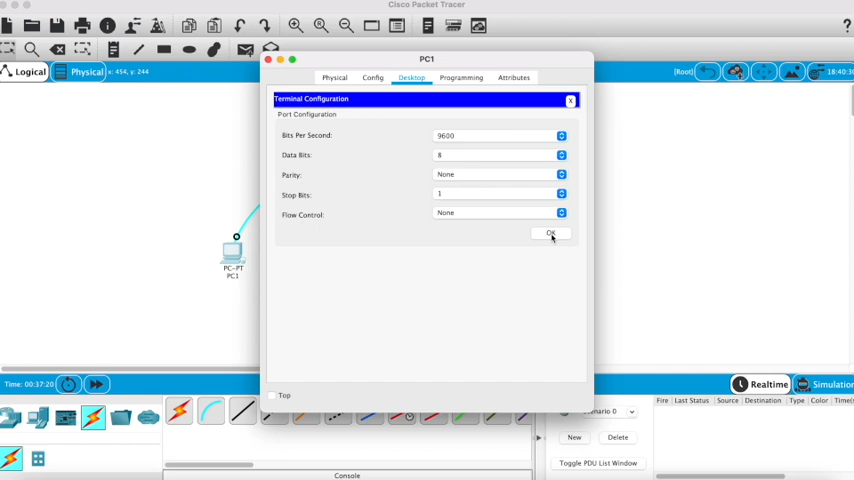 Cisco Packet Tracer
?
Logical
Physical
x: 454, y: 244
[Root]
18:40:30
PC1
Physical
Config
Desktop
Programming
Attributes
Terminal Configuration
X
Port Configuration
Bits Per Second:
9600
Data Bits:
8
Parity:
None
Stop Bits:
1
Flow Control:
None
OK
PC-PT
PC1
Time: 00:37:20
Top
Realtime
Simulation
Scenario 0
Fire
Last Status
Source
Destination
Type
Color
Time(
New
Delete
Toggle PDU List Window
Console